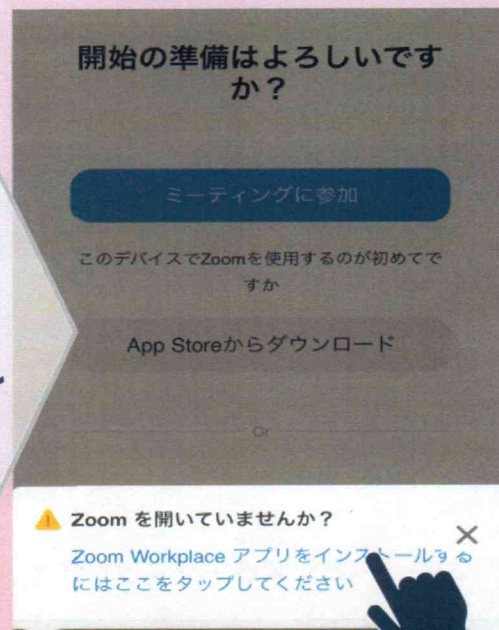 開始の準備はよろしいです
か？
ミーティングに参加
このデバイスでZoomを使用するのが初めてで
すか
App Storeからダウンロード
Or
Zoom を開いていませんか？
Zoom Workplace アプリをインストールする
にはここをタップしてください